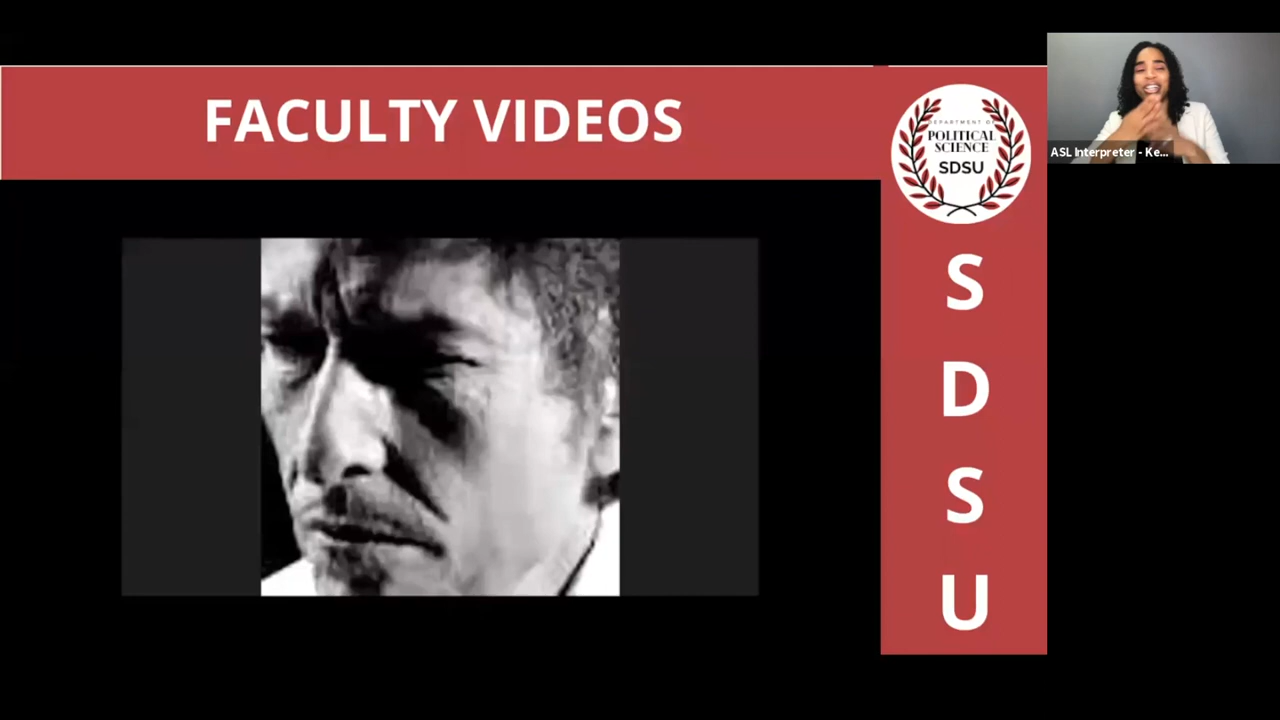 FACULTY VIDEOS
DEPARTMENT OF
POLITICAL
SCIENCE
SDSU
S
D
S
U
ASL Interpreter - Ke...